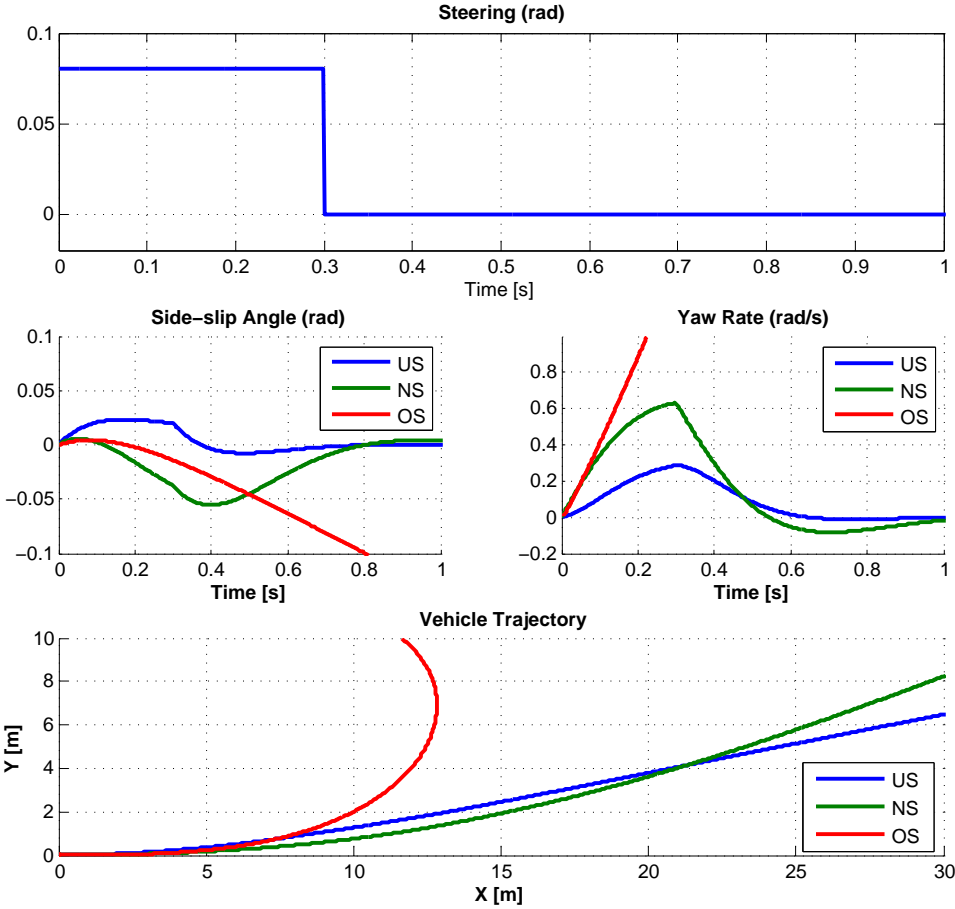 Steering (rad)
0.1
0.05
0
0 0.1 0.2 0.3 0.4 0.5 0.6 0.7 0.8 0.9 1
Time [s]
Side−slip Angle (rad)
0.1
0.05
0
−0.05
−0.1
0 0.2 0.4 0.6 0.8 1
Time [s]
US
NS
OS
Yaw Rate (rad/s)
0.8
0.6
0.4
0.2
0
−0.2
0 0.2 0.4 0.6 0.8 1
Time [s]
US
NS
OS
Vehicle Trajectory
Y [m]
10
8
6
4
2
0
0 5 10 15 20 25 30
X [m]
US
NS
OS